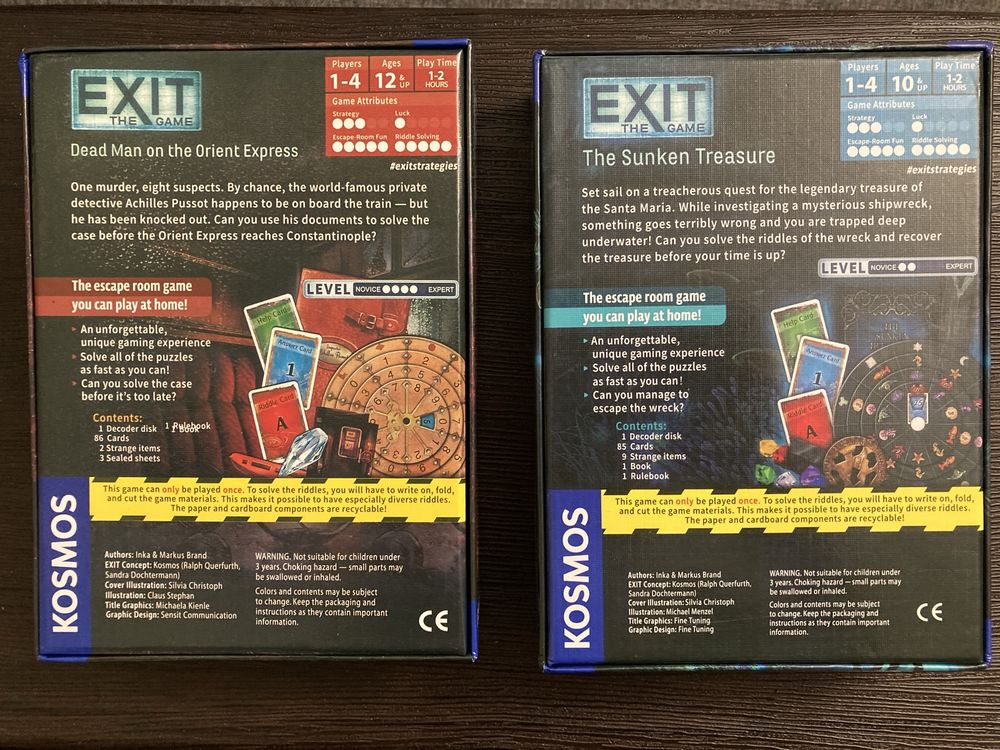 EXIT
THE GAME
Players
1-4
Ages
12 & UP
Play Time
1-2
HOURS
Game Attributes
Strategy
Luck
Escape-Room Fun
Riddle Solving
#exitstrategies
Dead Man on the Orient Express
One murder, eight suspects. By chance, the world-famous private
detective Achilles Pussot happens to be on board the train — but
he has been knocked out. Can you use his documents to solve the
case before the Orient Express reaches Constantinople?
LEVEL NOVICE EXPERT
The escape room game
you can play at home!
▸ An unforgettable,
unique gaming experience
▸ Solve all of the puzzles
as fast as you can!
▸ Can you solve the case
before it's too late?
Contents:
1 Decoder disk
86 Cards
2 Strange items
3 Sealed sheets
1 Book
1 Rulebook
Help Card
Answer Card
1
Riddle Card
A
This game can only be played once. To solve the riddles, you will have to write on, fold,
and cut the game materials. This makes it possible to have especially diverse riddles.
The paper and cardboard components are recyclable!
KOSMOS
Authors: Inka & Markus Brand
EXIT Concept: Kosmos (Ralph Querfurth,
Sandra Dochtermann)
Cover Illustration: Silvia Christoph
Illustration: Claus Stephan
Title Graphics: Michaela Kienle
Graphic Design: Sensit Communication
WARNING. Not suitable for children under
3 years. Choking hazard — small parts may
be swallowed or inhaled.
Colors and contents may be subject
to change. Keep the packaging and
instructions as they contain important
information.
CE
EXIT
THE GAME
Players
1-4
Ages
10 & UP
Play Time
1-2
HOURS
Game Attributes
Strategy
Luck
Escape-Room Fun
Riddle Solving
#exitstrategies
The Sunken Treasure
Set sail on a treacherous quest for the legendary treasure of
the Santa María. While investigating a mysterious shipwreck,
something goes terribly wrong and you are trapped deep
underwater! Can you solve the riddles of the wreck and recover
the treasure before your time is up?
LEVEL NOVICE EXPERT
The escape room game
you can play at home!
▸ An unforgettable,
unique gaming experience
▸ Solve all of the puzzles
as fast as you can!
▸ Can you manage to
escape the wreck?
Contents:
1 Decoder disk
85 Cards
9 Strange items
1 Book
1 Rulebook
Help Card
Answer Card
1
Riddle Card
A
This game can only be played once. To solve the riddles, you will have to write on, fold,
and cut the game materials. This makes it possible to have especially diverse riddles.
The paper and cardboard components are recyclable!
KOSMOS
Authors: Inka & Markus Brand
EXIT Concept: Kosmos (Ralph Querfurth,
Sandra Dochtermann)
Cover Illustration: Silvia Christoph
Illustration: Michael Menzel
Title Graphics: Fine Tuning
Graphic Design: Fine Tuning
WARNING. Not suitable for children under
3 years. Choking hazard — small parts may
be swallowed or inhaled.
Colors and contents may be subject
to change. Keep the packaging and
instructions as they contain important
information.
CE